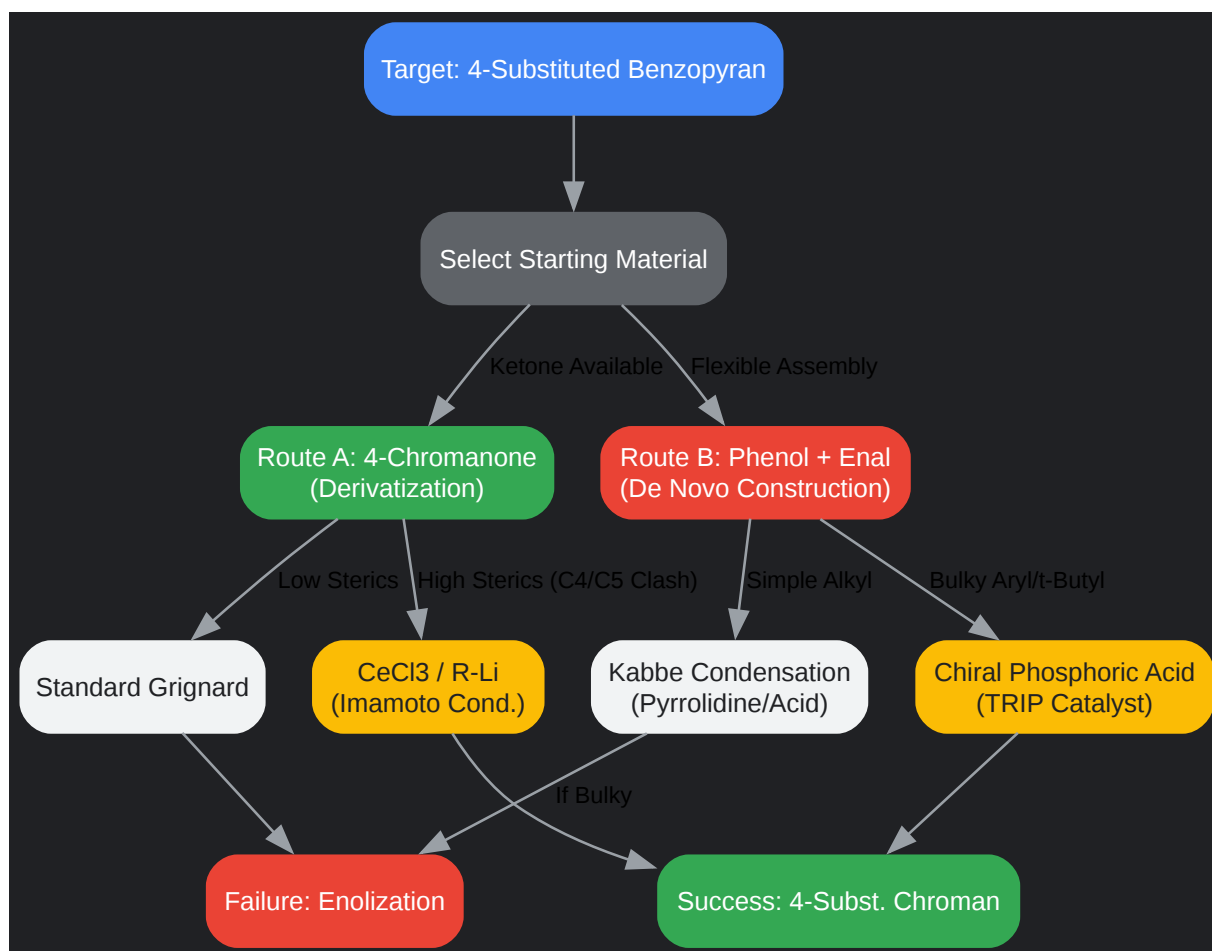 Target: 4-Substituted Benzopyran
Select Starting Material
Ketone Available
Flexible Assembly
Route A: 4-Chromanone
(Derivatization)
Route B: Phenol + Enal
(De Novo Construction)
Low Sterics
High Sterics (C4/C5 Clash)
Simple Alkyl
Bulky Aryl/t-Butyl
Standard Grignard
CeCl3 / R-Li
(Imamoto Cond.)
Kabbe Condensation
(Pyrrolidine/Acid)
Chiral Phosphoric Acid
(TRIP Catalyst)
If Bulky
Failure: Enolization
Success: 4-Subst. Chroman